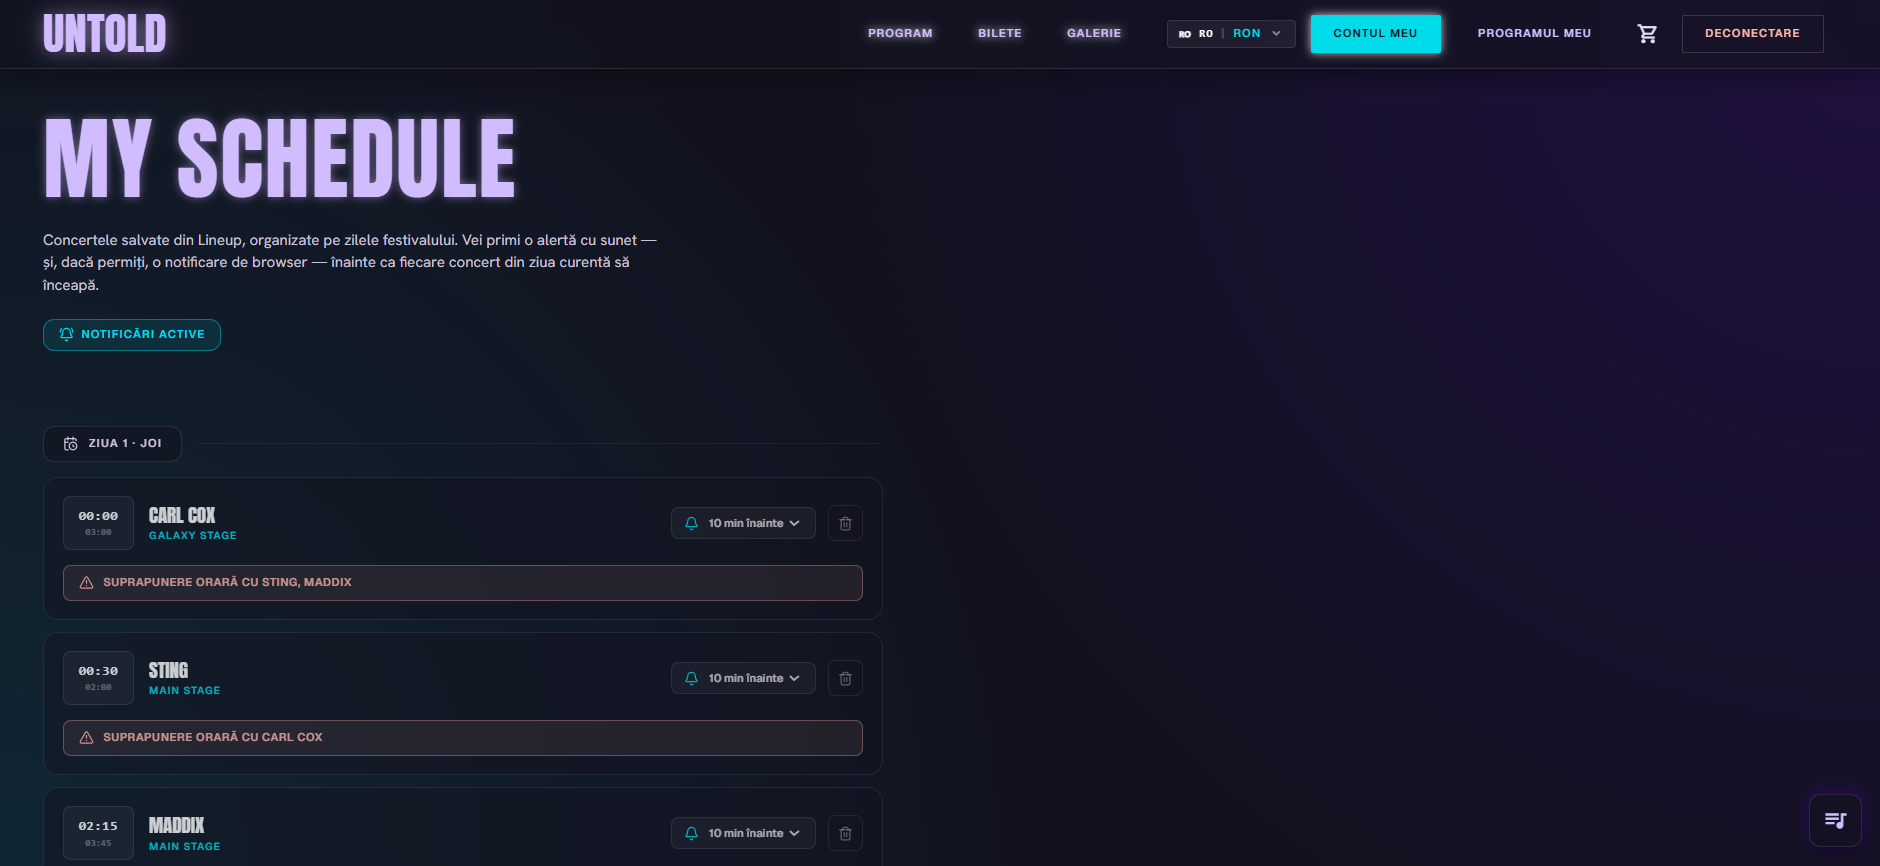 UNTOLD
PROGRAM
BILETE
GALERIE
RO RO | RON
CONTUL MEU
PROGRAMUL MEU
DECONECTARE
MY SCHEDULE
Concertele salvate din Lineup, organizate pe zilele festivalului. Vei primi o alertă cu sunet —
și, dacă permiți, o notificare de browser — înainte ca fiecare concert din ziua curentă să
înceapă.
NOTIFICĂRI ACTIVE
ZIUA 1 · JOI
00:00
03:00
CARL COX
GALAXY STAGE
10 min înainte
SUPRAPUNERE ORARĂ CU STING, MADDIX
00:30
02:00
STING
MAIN STAGE
10 min înainte
SUPRAPUNERE ORARĂ CU CARL COX
02:15
03:45
MADDIX
MAIN STAGE
10 min înainte